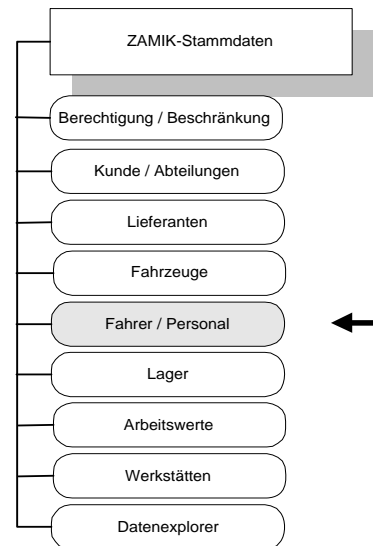 ZAMIK-Stammdaten
Berechtigung / Beschränkung
Kunde / Abteilungen
Lieferanten
Fahrzeuge
Fahrer / Personal
Lager
Arbeitswerte
Werkstätten
Datenexplorer